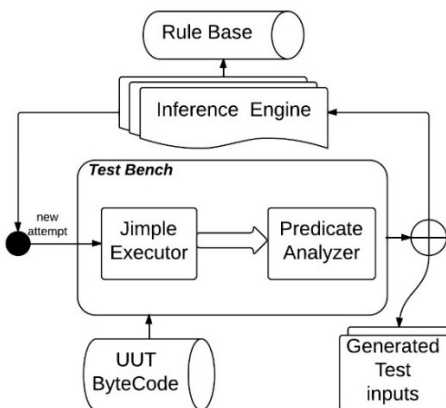 Rule Base
Inference Engine
Test Bench
new
attempt
Jimple
Executor
Predicate
Analyzer
UUT
ByteCode
Generated
Test
inputs